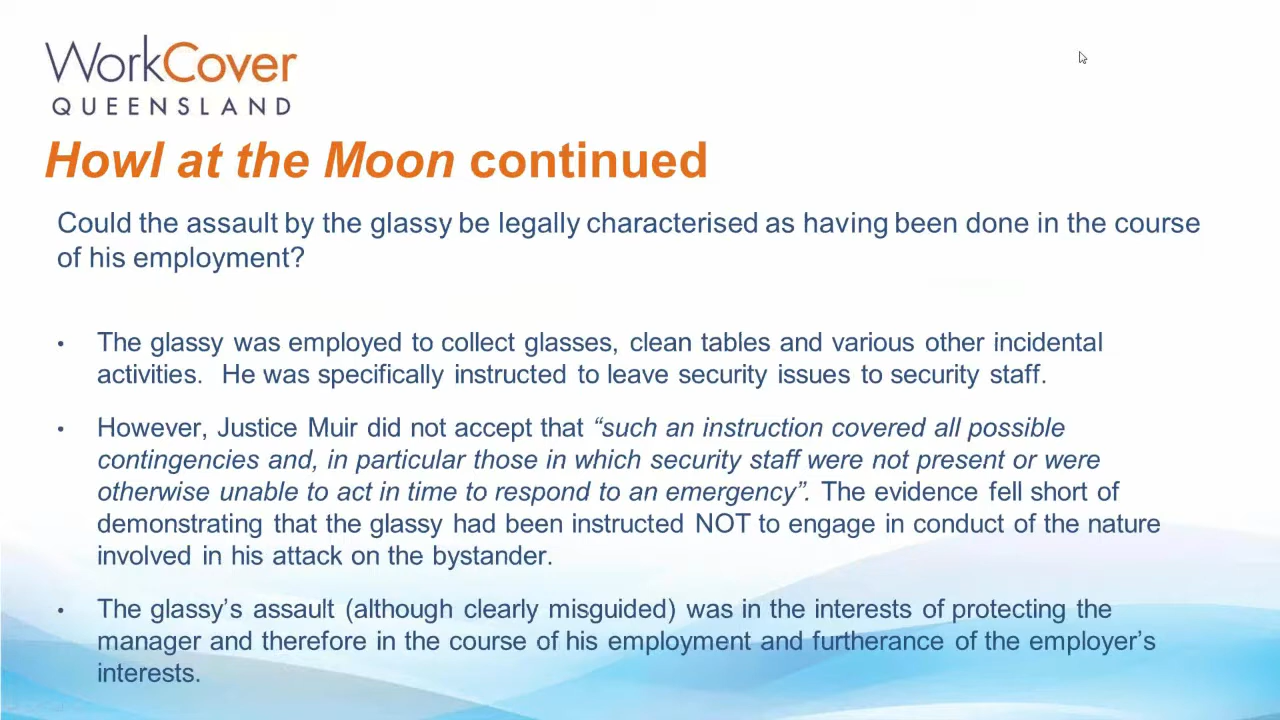 WorkCover
QUEENSLAND
Howl at the Moon continued
Could the assault by the glassy be legally characterised as having been done in the course
of his employment?
• The glassy was employed to collect glasses, clean tables and various other incidental
activities. He was specifically instructed to leave security issues to security staff.
• However, Justice Muir did not accept that “such an instruction covered all possible
contingencies and, in particular those in which security staff were not present or were
otherwise unable to act in time to respond to an emergency”. The evidence fell short of
demonstrating that the glassy had been instructed NOT to engage in conduct of the nature
involved in his attack on the bystander.
• The glassy’s assault (although clearly misguided) was in the interests of protecting the
manager and therefore in the course of his employment and furtherance of the employer’s
interests.